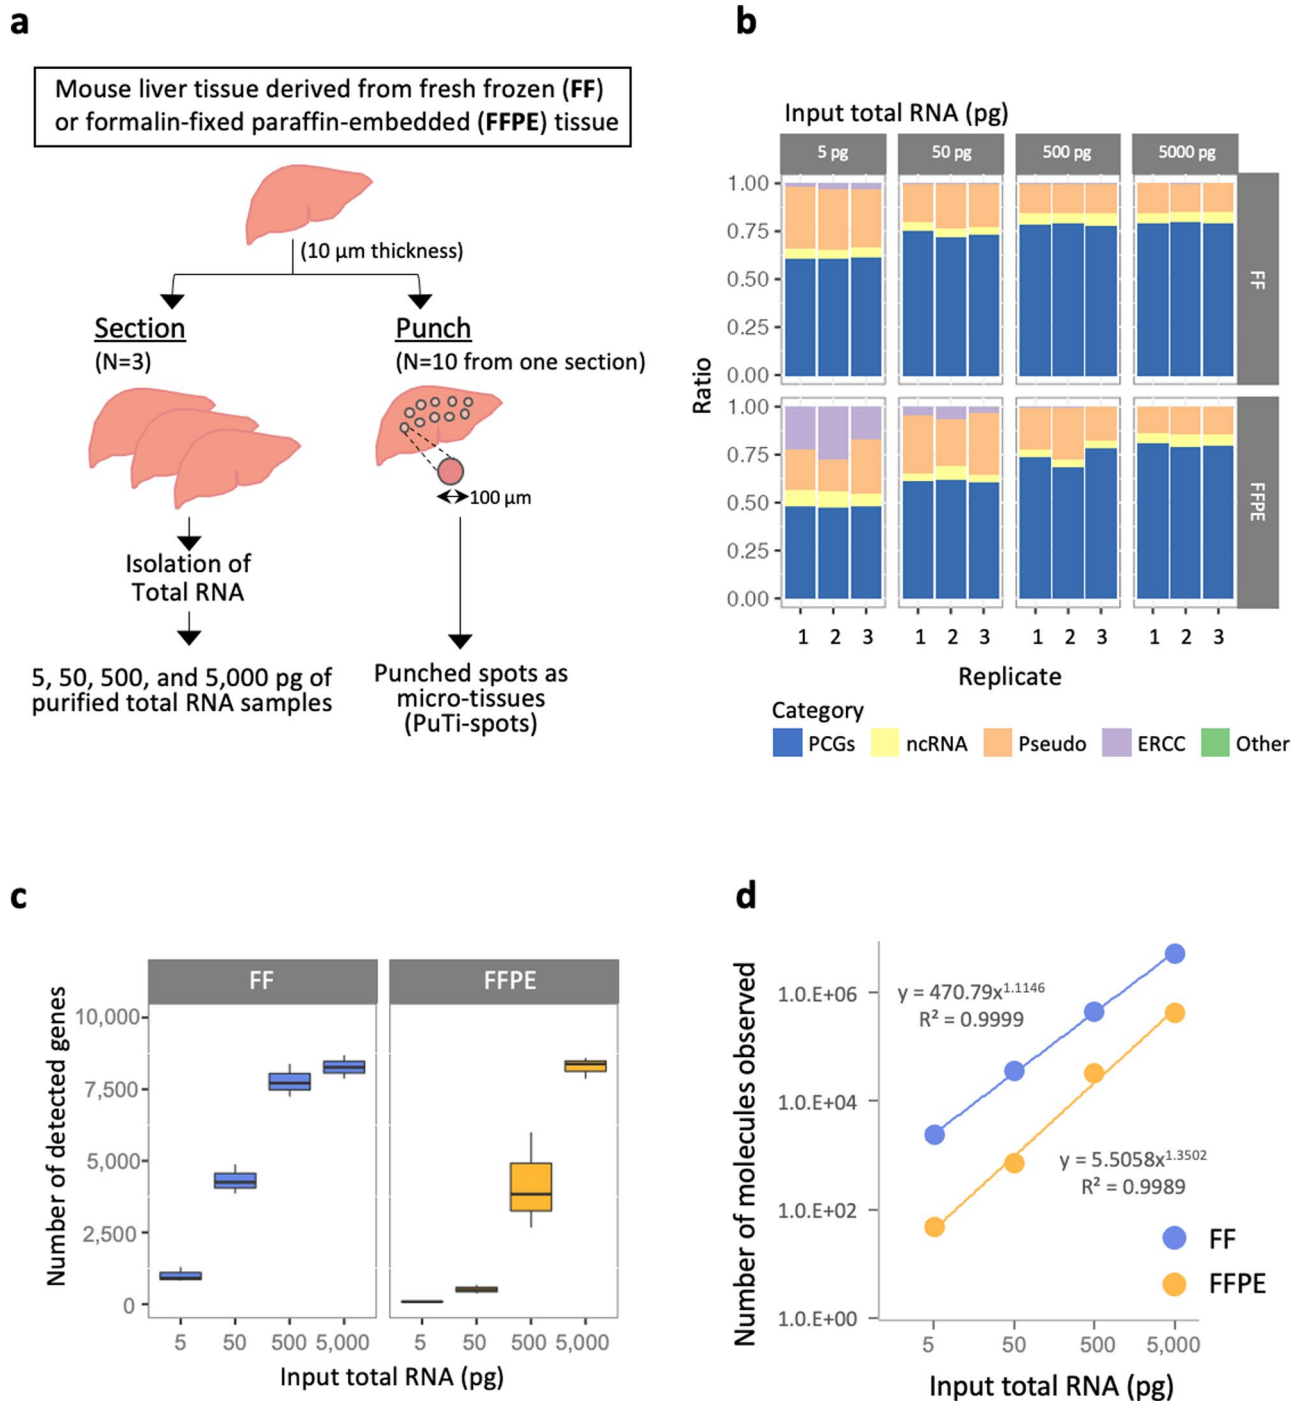 a
Mouse liver tissue derived from fresh frozen (FF)
or formalin-fixed paraffin-embedded (FFPE) tissue
(10 µm thickness)
Section
(N=3)
Punch
(N=10 from one section)
100 µm
Isolation of
Total RNA
5, 50, 500, and 5,000 pg of
purified total RNA samples
Punched spots as
micro-tissues
(PuTi-spots)
b
Input total RNA (pg)
5 pg 50 pg 500 pg 5000 pg
1.00
0.75
0.50
0.25
0.00
FF
1.00
0.75
0.50
0.25
0.00
FFPE
Ratio
1 2 3 1 2 3 1 2 3 1 2 3
Replicate
Category
PCGs ncRNA Pseudo ERCC Other
c
FF FFPE
Number of detected genes
10,000
7,500
5,000
2,500
0
5 50 500 5,000 5 50 500 5,000
Input total RNA (pg)
d
Number of molecules observed
1.0.E+06
1.0.E+04
1.0.E+02
1.0.E+00
y = 470.79x^1.1146
R² = 0.9999
y = 5.5058x^1.3502
R² = 0.9989
FF
FFPE
5 50 500 5,000
Input total RNA (pg)